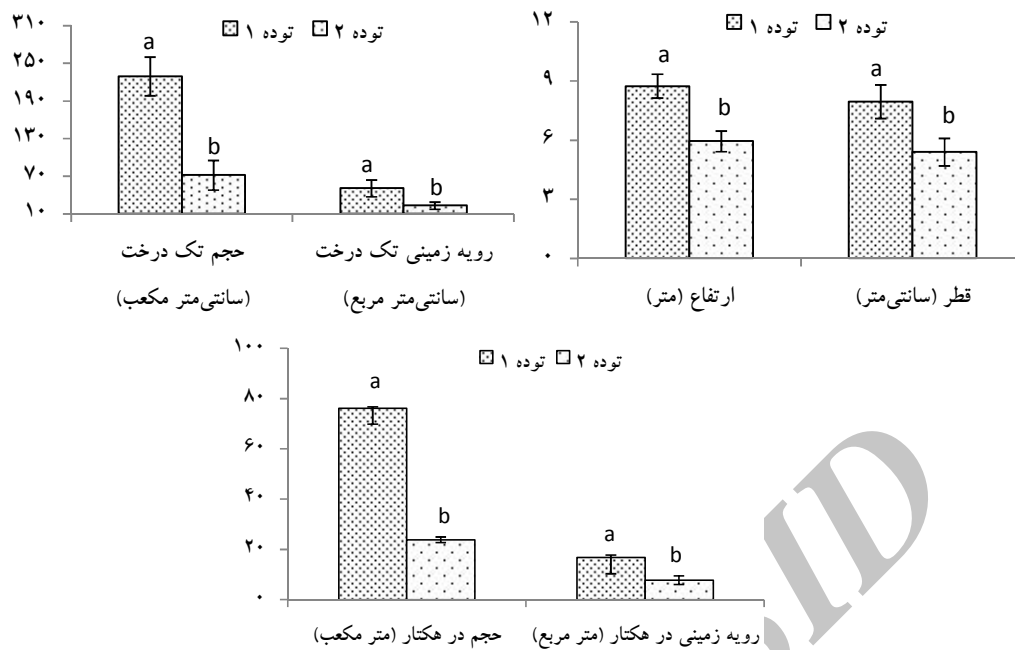 توده ۱ توده ۲
۳۱۰
۲۵۰
۱۹۰
۱۳۰
۷۰
۱۰
a
b
a
b
حجم تک درخت
(سانتی‌متر مکعب)
رویه زمینی تک درخت
(سانتی‌متر مربع)
توده ۱ توده ۲
۱۲
۹
۶
۳
۰
a
b
a
b
ارتفاع (متر)
قطر (سانتی‌متر)
توده ۱ توده ۲
۱۰۰
۸۰
۶۰
۴۰
۲۰
۰
a
b
a
b
حجم در هکتار (متر مکعب)
رویه زمینی در هکتار (متر مربع)